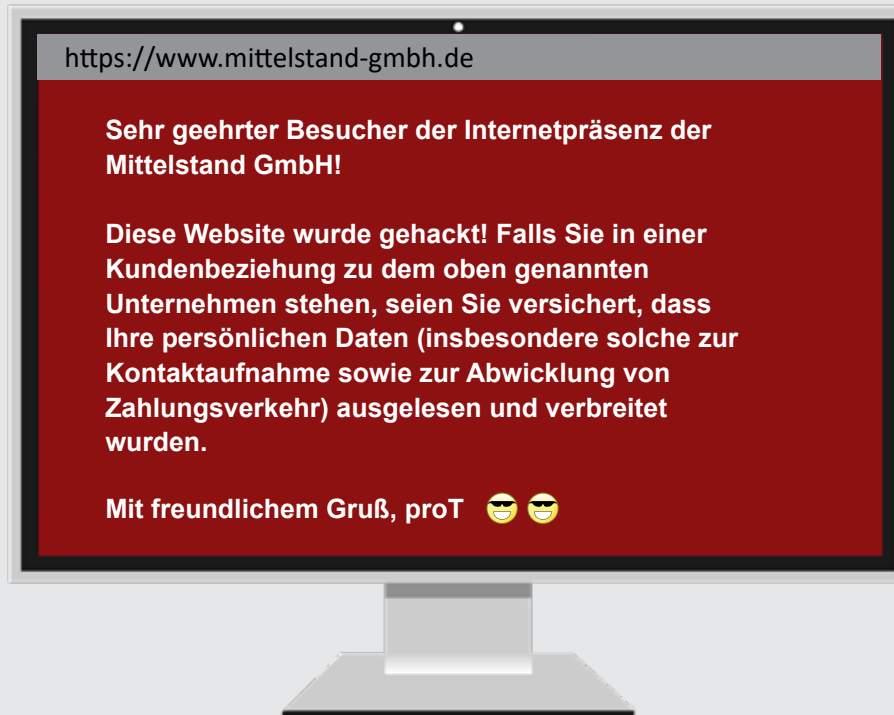 https://www.mittelstand-gmbh.de
Sehr geehrter Besucher der Internetpräsenz der
Mittelstand GmbH!
Diese Website wurde gehackt! Falls Sie in einer
Kundenbeziehung zu dem oben genannten
Unternehmen stehen, seien Sie versichert, dass
Ihre persönlichen Daten (insbesondere solche zur
Kontaktaufnahme sowie zur Abwicklung von
Zahlungsverkehr) ausgelesen und verbreitet
wurden.
Mit freundlichem Gruß, proT